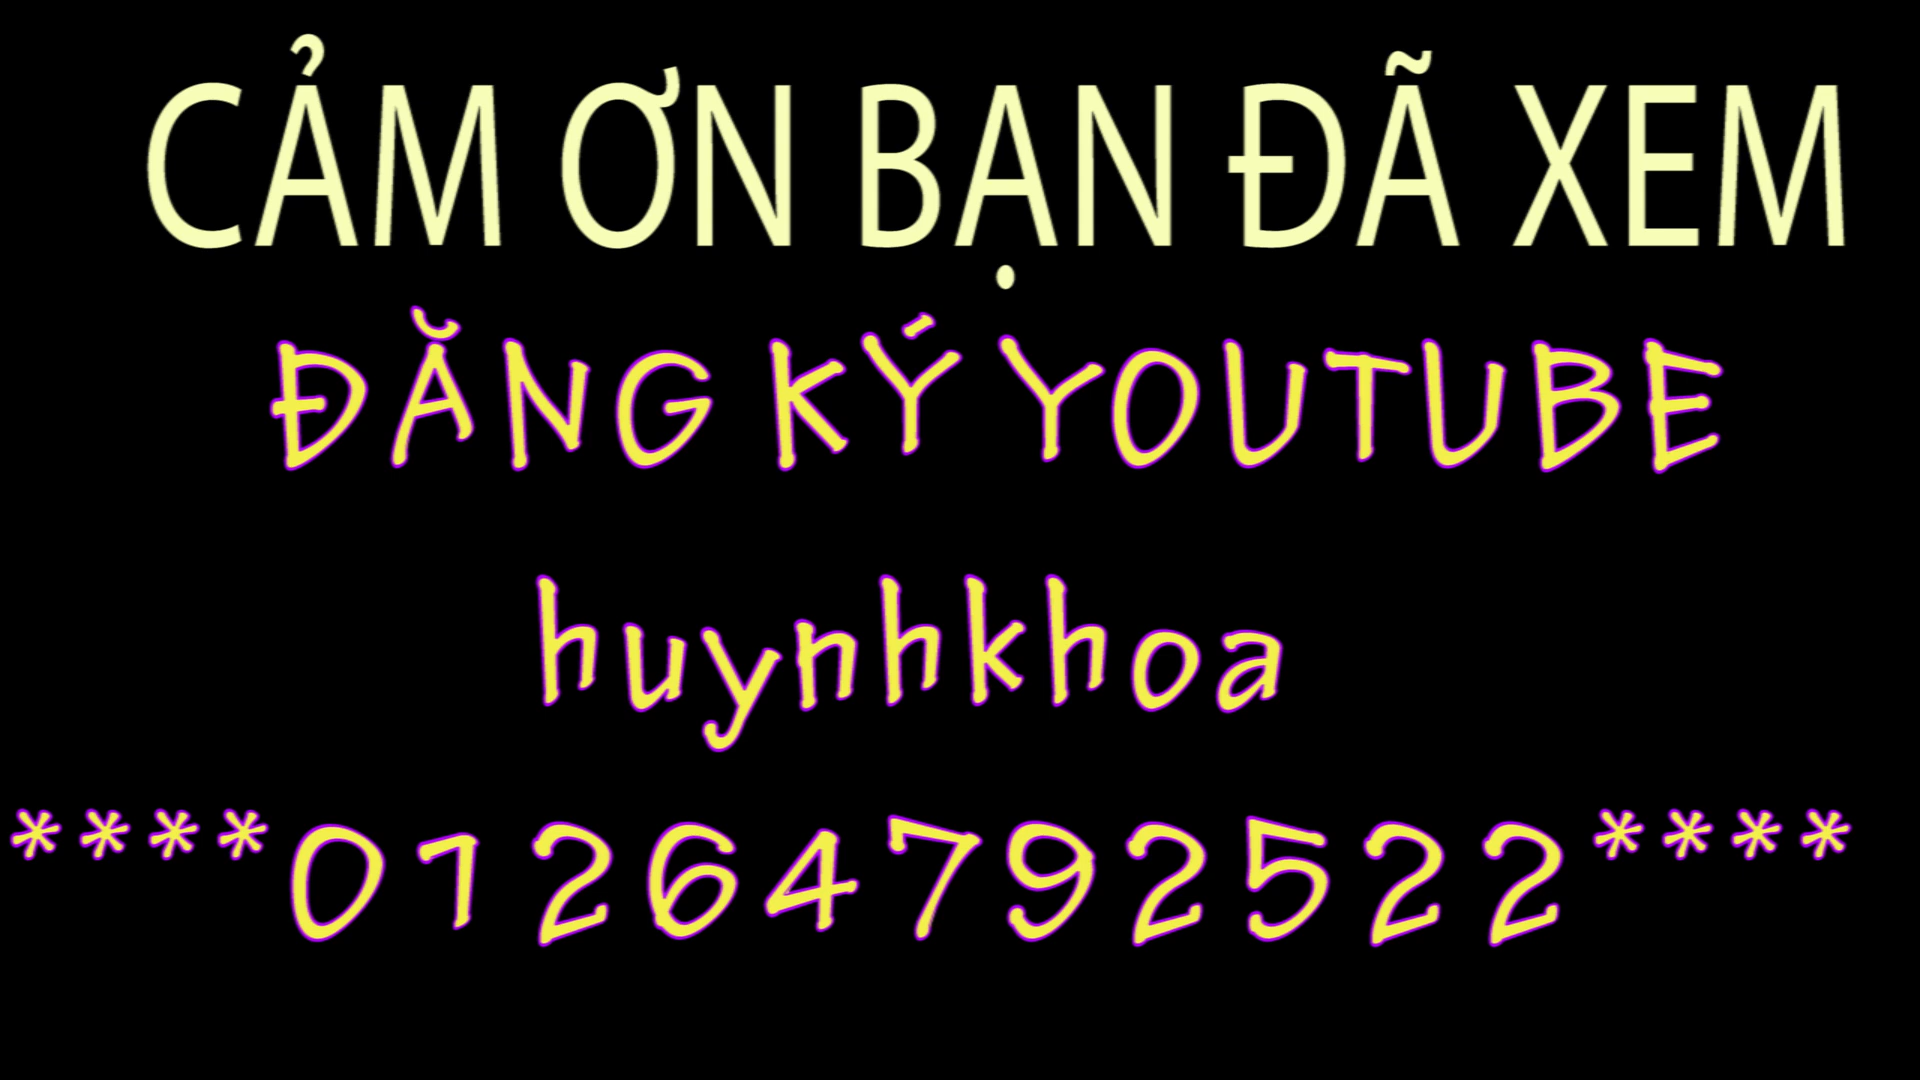 CẢM ƠN BẠN ĐÃ XEM
ĐĂNG KÝ YOUTUBE
huynhkhoa
****01264792522****